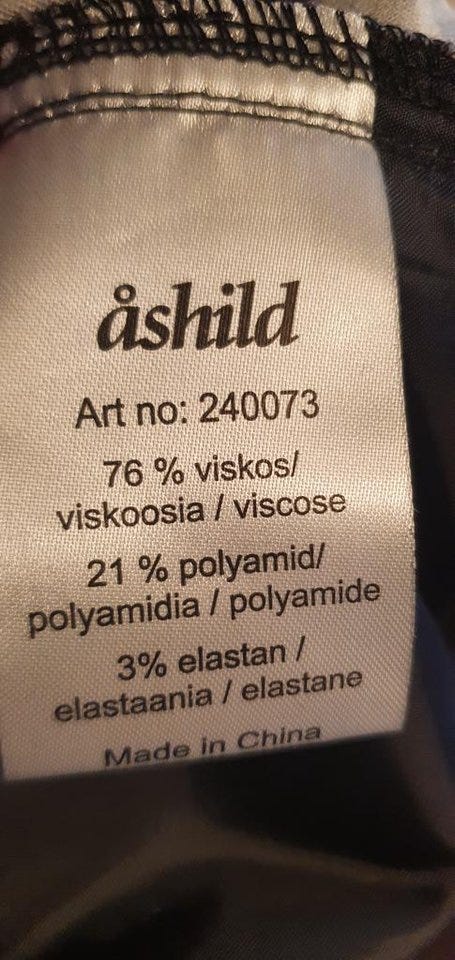 åshild
Art no: 240073
76 % viskos/
viskoosia / viscose
21 % polyamid/
polyamidia / polyamide
3% elastan /
elastaania / elastane
Made in China